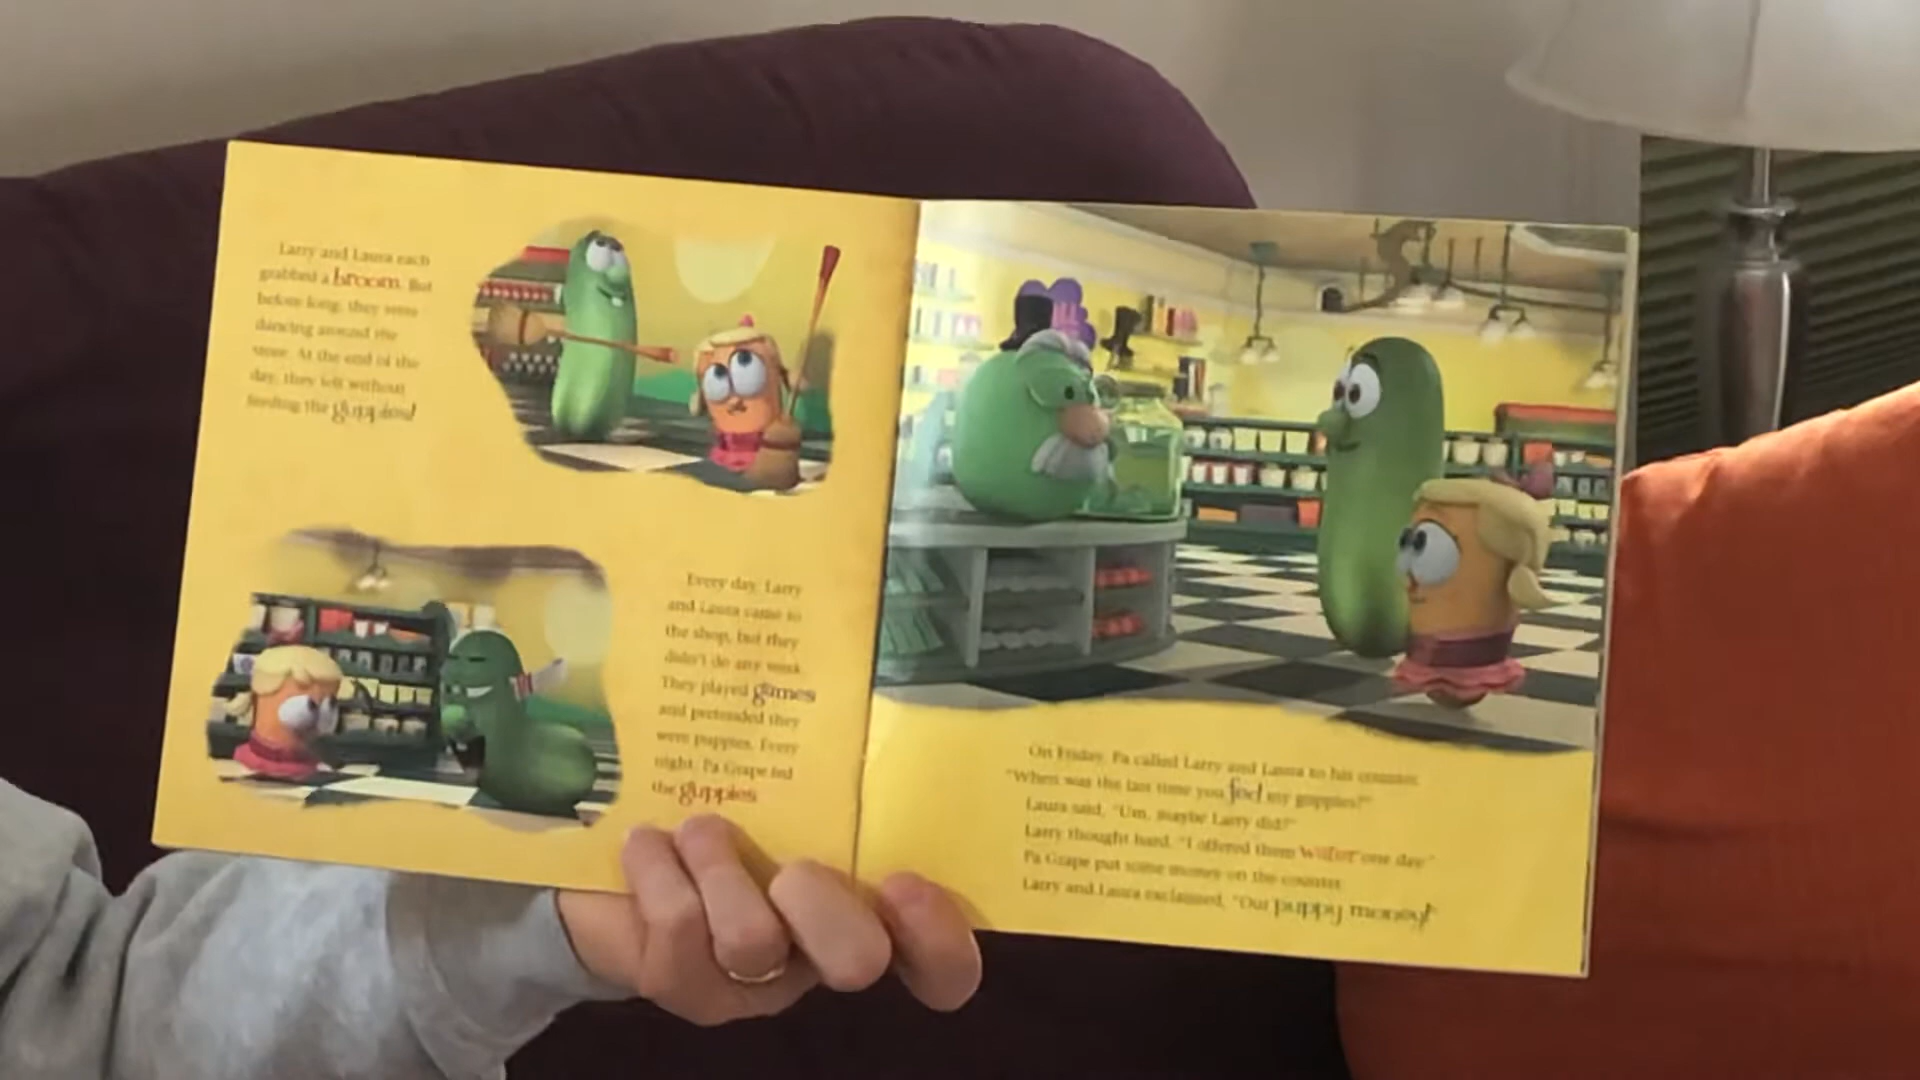 Larry and Laura each
grabbed a broom. But
before long, they were
dancing around the
store. At the end of the
day, they left without
feeding the guppies!
Every day, Larry
and Laura came to
the shop, but they
didn't do any work.
They played games
and pretended they
were puppies. Every
night, Pa Grape fed
the guppies.
On Friday, Pa called Larry and Laura to his counter.
"When was the last time you fed my guppies?"
Laura said, "Um, maybe Larry did?"
Larry thought hard. "I offered them water one day."
Pa Grape put some money on the counter.
Larry and Laura exclaimed, "Our puppy money!"